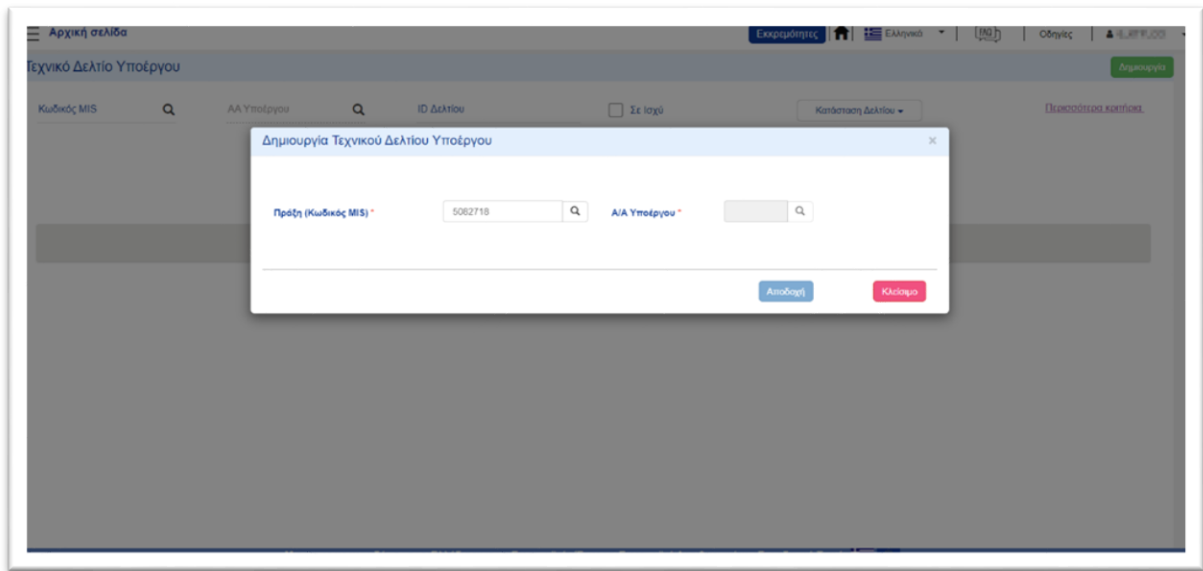 Αρχική σελίδα Εκκρεμότητες Ελληνικά FAQ Οδηγίες
Τεχνικό Δελτίο Υποέργου Δημιουργία
Κωδικός MIS ΑΑ Υποέργου ID Δελτίου Σε Ισχύ Κατάσταση Δελτίου Περισσότερα κριτήρια
Δημιουργία Τεχνικού Δελτίου Υποέργου ×
Πράξη (Κωδικός MIS) * 5082718 Α/Α Υποέργου *
Αποδοχή Κλείσιμο